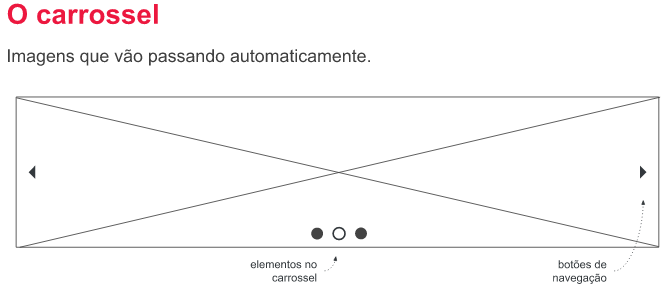 O carrossel
Imagens que vão passando automaticamente.
elementos no
carrossel
botões de
navegação